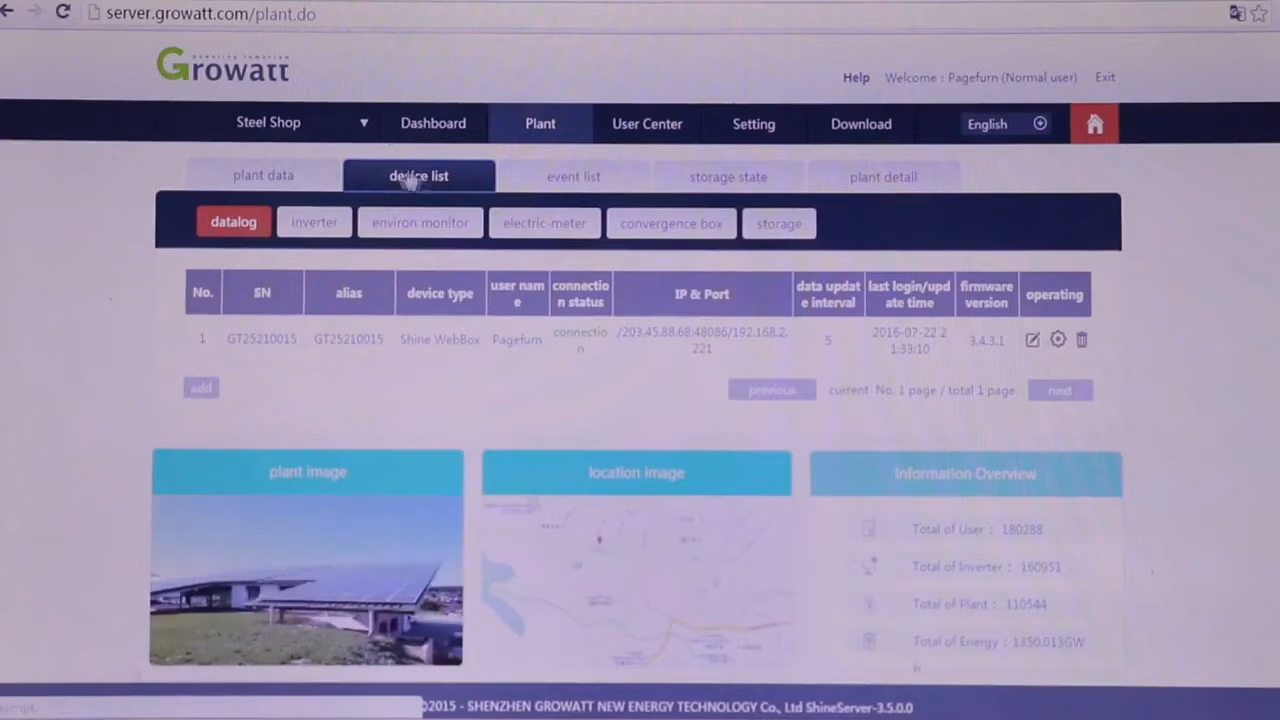 server.growatt.com/plant.do
Growatt
Help Welcome : Pagefurn (Normal user) Exit
Steel Shop ▼ Dashboard Plant User Center Setting Download English
plant data device list event list storage state plant detail
datalog inverter environ monitor electric-meter convergence box storage
No. SN alias device type user nam connectio IP & Port data updat last login/upd firmware operating
e n status e interval ate time version
1 GT25210015 GT25210015 Shine WebBox Pagefurn connectio /203.45.88.68:48086/192.168.2. 5 2016-07-22 2 3.4.3.1
n 221 1:33:10
add previous current No. 1 page / total 1 page next
plant image location image Information Overview
Total of User : 180288
Total of Inverter : 160951
Total of Plant : 110544
Total of Energy : 1350.013GW
h
©2015 - SHENZHEN GROWATT NEW ENERGY TECHNOLOGY Co., Ltd ShineServer-3.5.0.0